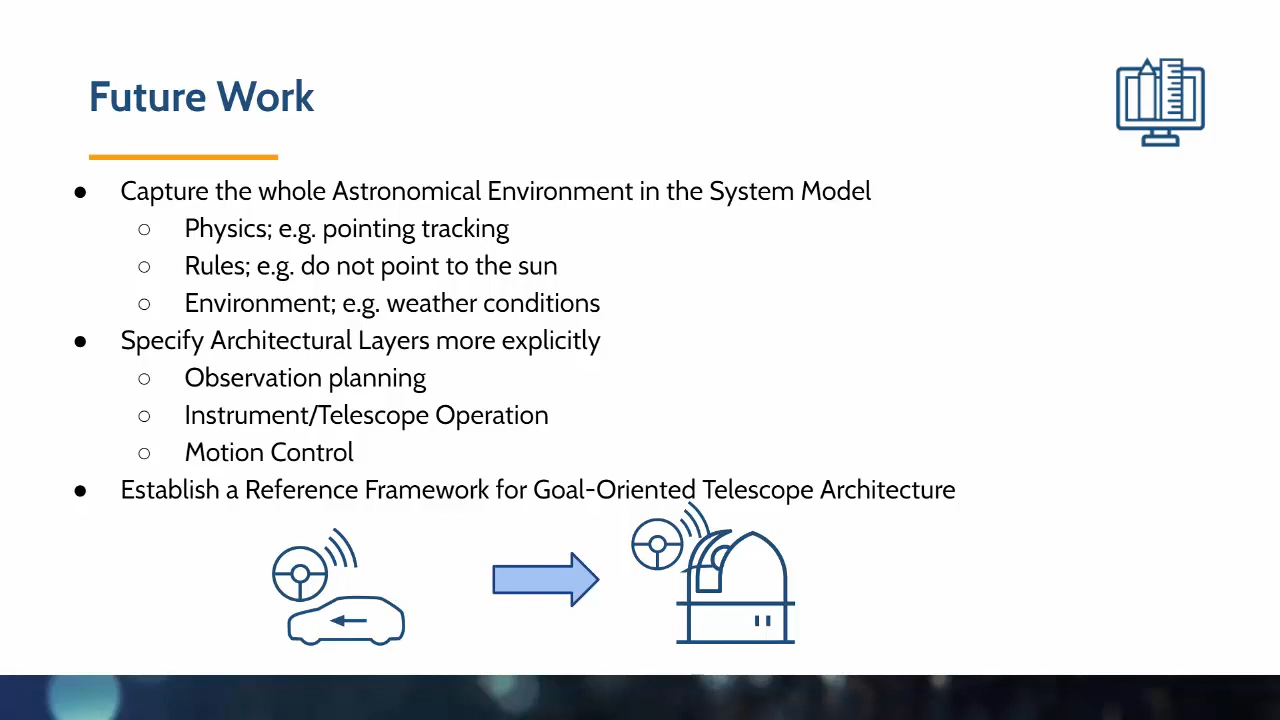 Future Work
● Capture the whole Astronomical Environment in the System Model
○ Physics; e.g. pointing tracking
○ Rules; e.g. do not point to the sun
○ Environment; e.g. weather conditions
● Specify Architectural Layers more explicitly
○ Observation planning
○ Instrument/Telescope Operation
○ Motion Control
● Establish a Reference Framework for Goal-Oriented Telescope Architecture